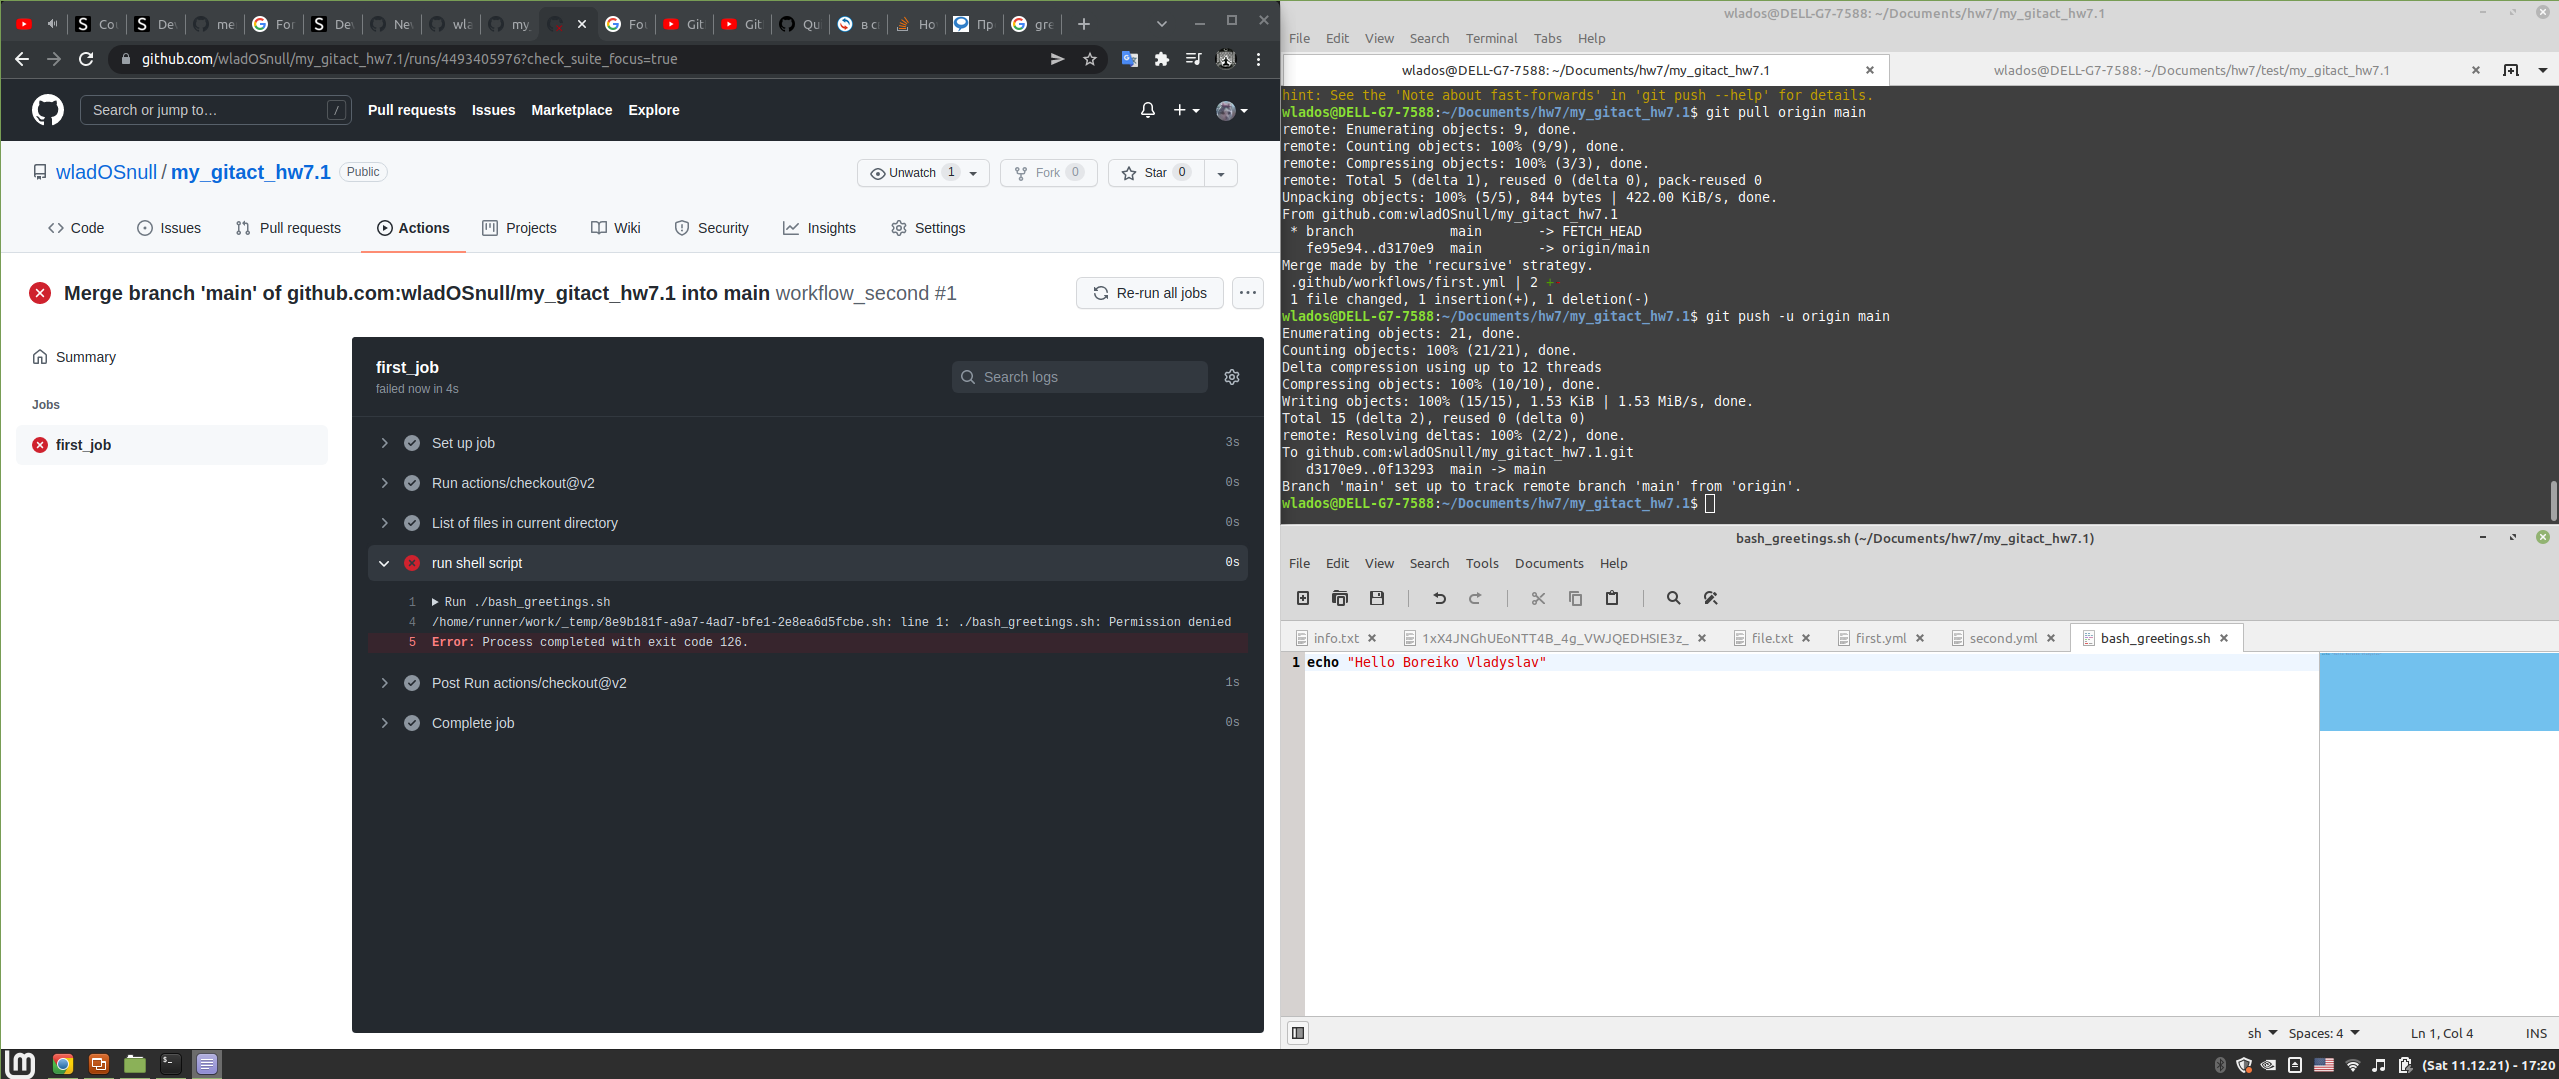 Co
De
me
For
De
Ne
wla
my
Fo
Git
Git
Qui
в с
Но
Пр
gre
github.com/wladOSnull/my_gitact_hw7.1/runs/4493405976?check_suite_focus=true
Search or jump to…
/
Pull requests
Issues
Marketplace
Explore
wladOSnull / my_gitact_hw7.1
Public
Unwatch 1
Fork 0
Star 0
Code
Issues
Pull requests
Actions
Projects
Wiki
Security
Insights
Settings
Merge branch 'main' of github.com:wladOSnull/my_gitact_hw7.1 into main workflow_second #1
Re-run all jobs
Summary
Jobs
first_job
first_job
failed now in 4s
Search logs
Set up job 3s
Run actions/checkout@v2 0s
List of files in current directory 0s
run shell script 0s
1 Run ./bash_greetings.sh
4 /home/runner/work/_temp/8e9b181f-a9a7-4ad7-bfe1-2e8ea6d5fcbe.sh: line 1: ./bash_greetings.sh: Permission denied
5 Error: Process completed with exit code 126.
Post Run actions/checkout@v2 1s
Complete job 0s
wlados@DELL-G7-7588: ~/Documents/hw7/my_gitact_hw7.1
File Edit View Search Terminal Tabs Help
wlados@DELL-G7-7588: ~/Documents/hw7/my_gitact_hw7.1
wlados@DELL-G7-7588: ~/Documents/hw7/test/my_gitact_hw7.1
hint: See the 'Note about fast-forwards' in 'git push --help' for details.
wlados@DELL-G7-7588:~/Documents/hw7/my_gitact_hw7.1$ git pull origin main
remote: Enumerating objects: 9, done.
remote: Counting objects: 100% (9/9), done.
remote: Compressing objects: 100% (3/3), done.
remote: Total 5 (delta 1), reused 0 (delta 0), pack-reused 0
Unpacking objects: 100% (5/5), 844 bytes | 422.00 KiB/s, done.
From github.com:wladOSnull/my_gitact_hw7.1
* branch main -> FETCH_HEAD
fe95e94..d3170e9 main -> origin/main
Merge made by the 'recursive' strategy.
.github/workflows/first.yml | 2 +-
1 file changed, 1 insertion(+), 1 deletion(-)
wlados@DELL-G7-7588:~/Documents/hw7/my_gitact_hw7.1$ git push -u origin main
Enumerating objects: 21, done.
Counting objects: 100% (21/21), done.
Delta compression using up to 12 threads
Compressing objects: 100% (10/10), done.
Writing objects: 100% (15/15), 1.53 KiB | 1.53 MiB/s, done.
Total 15 (delta 2), reused 0 (delta 0)
remote: Resolving deltas: 100% (2/2), done.
To github.com:wladOSnull/my_gitact_hw7.1.git
d3170e9..0f13293 main -> main
Branch 'main' set up to track remote branch 'main' from 'origin'.
wlados@DELL-G7-7588:~/Documents/hw7/my_gitact_hw7.1$
bash_greetings.sh (~/Documents/hw7/my_gitact_hw7.1)
File Edit View Search Tools Documents Help
info.txt
1xX4JNGhUEoNTT4B_4g_VWJQEDHSIE3z_
file.txt
first.yml
second.yml
bash_greetings.sh
1 echo "Hello Boreiko Vladyslav"
sh
Spaces: 4
Ln 1, Col 4
INS
(Sat 11.12.21) - 17:20